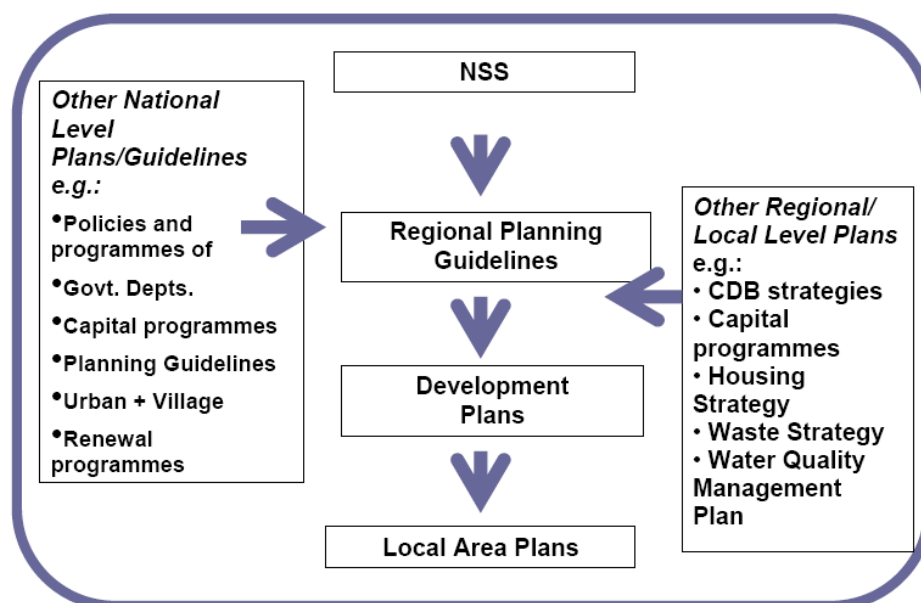 NSS
Other National
Level
Plans/Guidelines
e.g.:
•Policies and
programmes of
•Govt. Depts.
•Capital programmes
•Planning Guidelines
•Urban + Village
•Renewal
programmes
Regional Planning
Guidelines
Other Regional/
Local Level Plans
e.g.:
• CDB strategies
• Capital
programmes
• Housing
Strategy
• Waste Strategy
• Water Quality
Management
Plan
Development
Plans
Local Area Plans